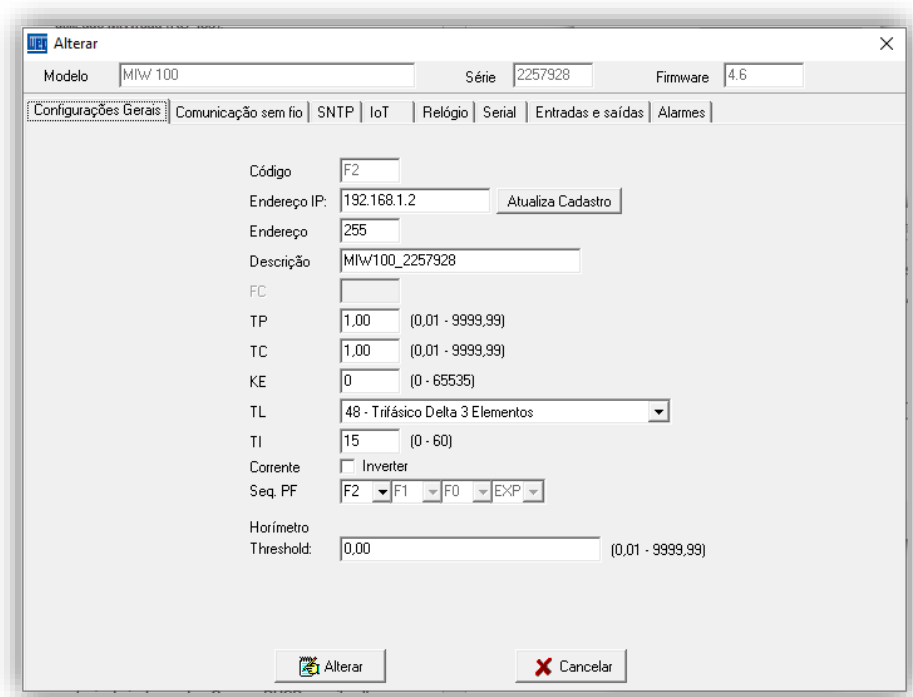 WEG Alterar
Modelo MIW 100 Série 2257928 Firmware 4.6
Configurações Gerais Comunicação sem fio SNTP IoT Relógio Serial Entradas e saídas Alarmes
Código F2
Endereço IP: 192.168.1.2 Atualiza Cadastro
Endereço 255
Descrição MIW100_2257928
FC
TP 1,00 (0,01 - 9999,99)
TC 1,00 (0,01 - 9999,99)
KE 0 (0 - 65535)
TL 48 - Trifásico Delta 3 Elementos
TI 15 (0 - 60)
Corrente Inverter
Seq. PF F2 F1 F0 EXP
Horímetro
Threshold: 0,00 (0,01 - 9999,99)
Alterar Cancelar